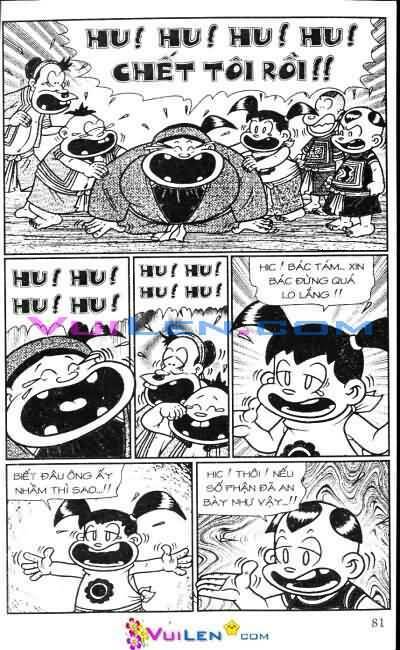 HU! HU! HU! HU!
CHẾT TÔI RỒI!!
HU! HU!
HU! HU!
HU! HU!
HU! HU!
HIC! BÁC TÁM... XIN
BÁC ĐỪNG QUÁ
LO LẮNG!!
VUILEN.COM
BIẾT ĐÂU ÔNG ẤY
NHẦM THÌ SAO...!!
HIC! THÔI! NẾU
SỐ PHẬN ĐÃ AN
BÀY NHƯ VẬY...!!
81
VUILEN.COM